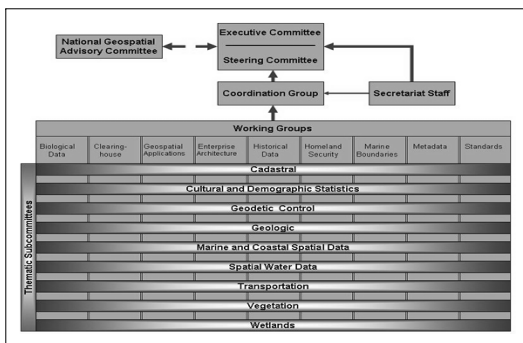 Executive Committee
National Geospatial
Advisory Committee
Steering Committee
Coordination Group
Secretariat Staff
Working Groups
Biological
Data
Clearing-
house
Geospatial
Applications
Enterprise
Architecture
Historical
Data
Homeland
Security
Marine
Boundaries
Metadata
Standards
Thematic Subcommittees
Cadastral
Cultural and Demographic Statistics
Geodetic Control
Geologic
Marine and Coastal Spatial Data
Spatial Water Data
Transportation
Vegetation
Wetlands